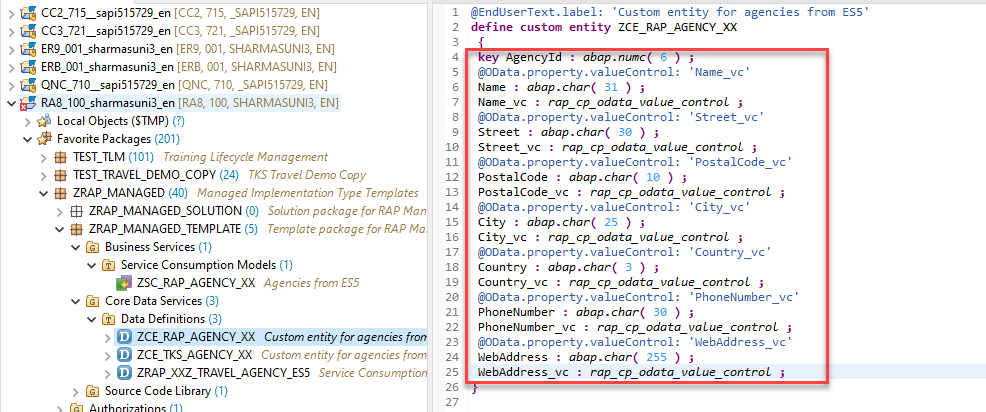 CC2_715__sapi515729_en [CC2, 715, _SAPI515729, EN]
CC3_721__sapi515729_en [CC3, 721, _SAPI515729, EN]
ER9_001_sharmasuni3_en [ER9, 001, SHARMASUNI3, EN]
ERB_001_sharmasuni3_en [ERB, 001, SHARMASUNI3, EN]
QNC_710__sapi515729_en [QNC, 710, _SAPI515729, EN]
RA8_100_sharmasuni3_en [RA8, 100, SHARMASUNI3, EN]
Local Objects ($TMP) (?)
Favorite Packages (201)
TEST_TLM (101) Training Lifecycle Management
TEST_TRAVEL_DEMO_COPY (24) TKS Travel Demo Copy
ZRAP_MANAGED (40) Managed Implementation Type Templates
ZRAP_MANAGED_SOLUTION (0) Solution package for RAP Man
ZRAP_MANAGED_TEMPLATE (5) Template package for RAP M
Business Services (1)
Service Consumption Models (1)
ZSC_RAP_AGENCY_XX Agencies from ES5
Core Data Services (3)
Data Definitions (3)
ZCE_RAP_AGENCY_XX Custom entity for agencies from
ZCE_TKS_AGENCY_XX Custom entity for agencies from
ZRAP_XXZ_TRAVEL_AGENCY_ES5 Service Consumption
Source Code Library (1)
Authorizations (1)
1 @EndUserText.label: 'Custom entity for agencies from ES5'
2 define custom entity ZCE_RAP_AGENCY_XX
3 {
4 key AgencyId : abap.numc( 6 ) ;
5 @OData.property.valueControl: 'Name_vc'
6 Name : abap.char( 31 ) ;
7 Name_vc : rap_cp_odata_value_control ;
8 @OData.property.valueControl: 'Street_vc'
9 Street : abap.char( 30 ) ;
10 Street_vc : rap_cp_odata_value_control ;
11 @OData.property.valueControl: 'PostalCode_vc'
12 PostalCode : abap.char( 10 ) ;
13 PostalCode_vc : rap_cp_odata_value_control ;
14 @OData.property.valueControl: 'City_vc'
15 City : abap.char( 25 ) ;
16 City_vc : rap_cp_odata_value_control ;
17 @OData.property.valueControl: 'Country_vc'
18 Country : abap.char( 3 ) ;
19 Country_vc : rap_cp_odata_value_control ;
20 @OData.property.valueControl: 'PhoneNumber_vc'
21 PhoneNumber : abap.char( 30 ) ;
22 PhoneNumber_vc : rap_cp_odata_value_control ;
23 @OData.property.valueControl: 'WebAddress_vc'
24 WebAddress : abap.char( 255 ) ;
25 WebAddress_vc : rap_cp_odata_value_control ;
26 }
27